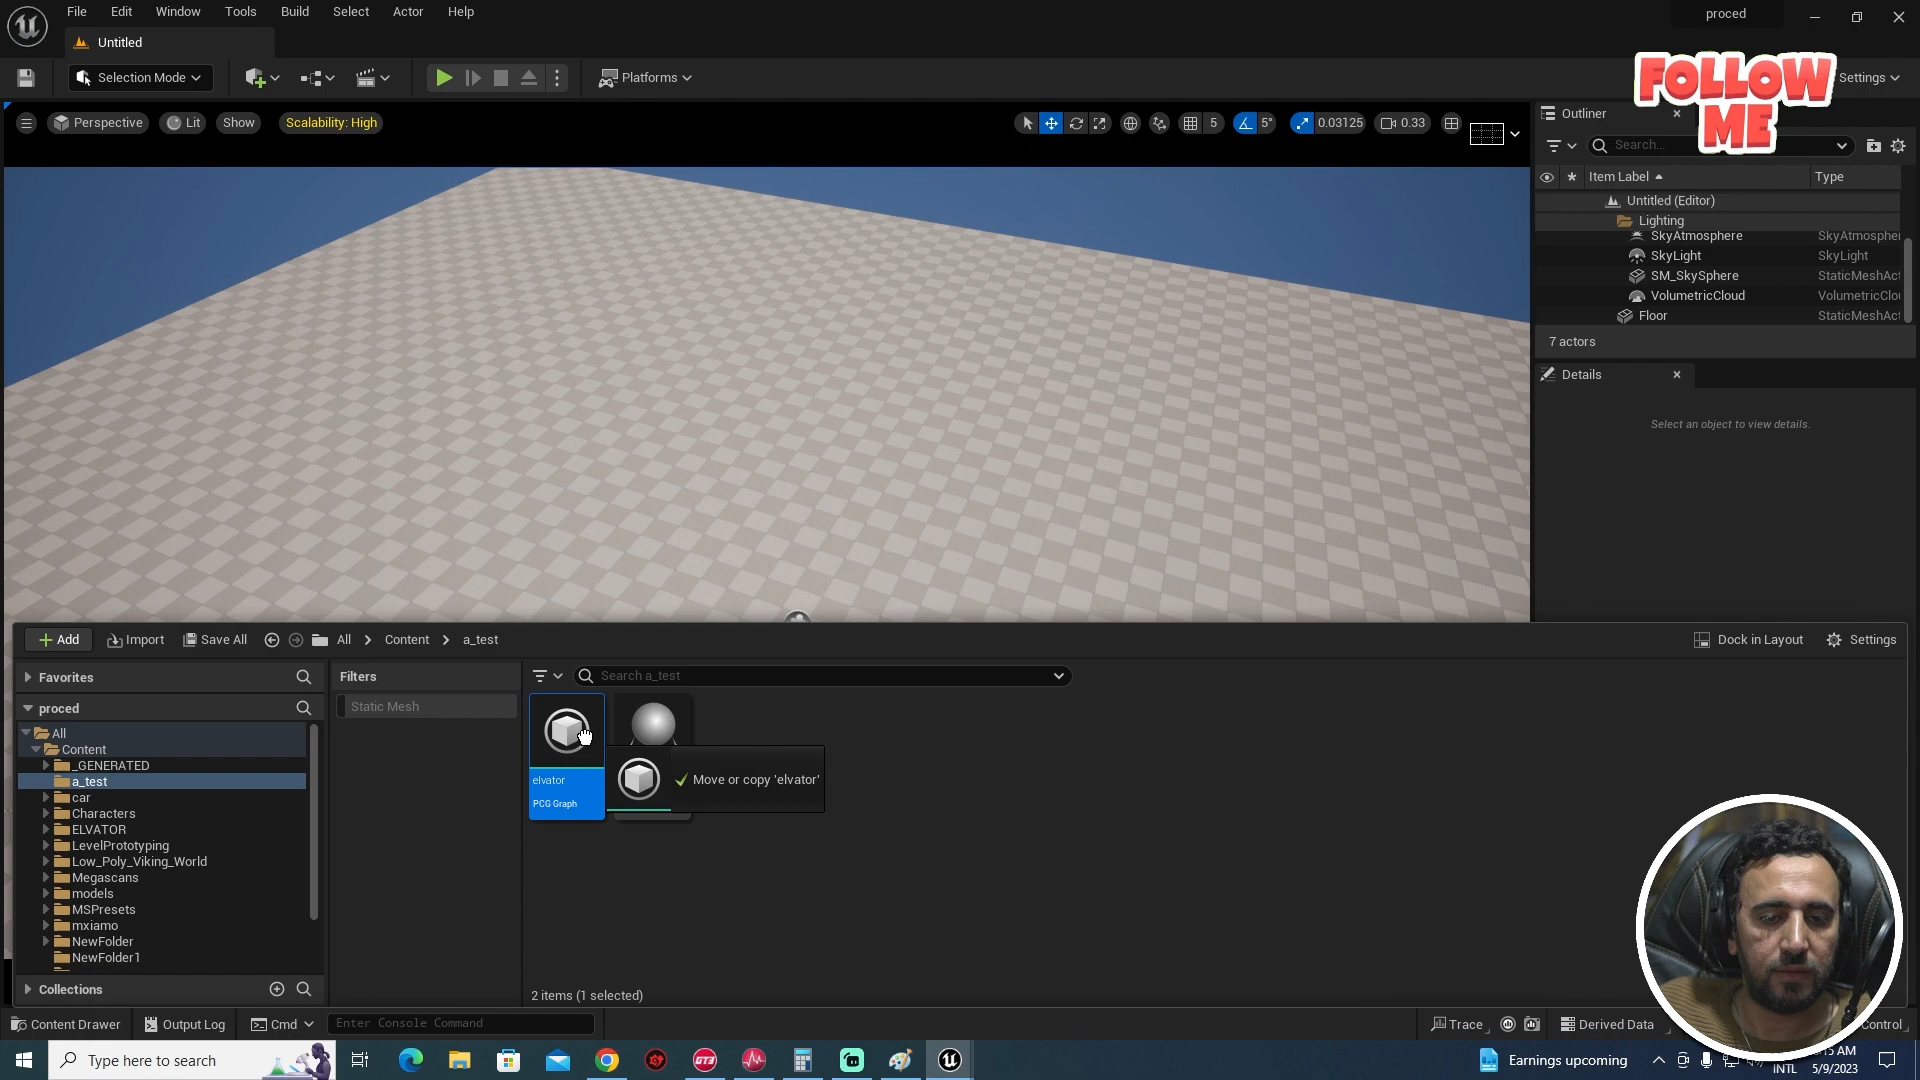 File Edit Window Tools Build Select Actor Help
proced
Untitled
Selection Mode
Platforms
Settings
FOLLOW
ME
Perspective Lit Show Scalability: High
5 5° 0.03125 0.33
Outliner
Search...
Item Label Type
Untitled (Editor)
Lighting
SkyAtmosphere SkyAtmospher
SkyLight SkyLight
SM_SkySphere StaticMeshAct
VolumetricCloud VolumetricClou
Floor StaticMeshAct
7 actors
Details
Select an object to view details.
Add Import Save All All Content a_test
Dock in Layout Settings
Favorites
Filters
Search a_test
Static Mesh
proced
All
Content
_GENERATED
a_test
car
Characters
ELVATOR
LevelPrototyping
Low_Poly_Viking_World
Megascans
models
MSPresets
mxiamo
NewFolder
NewFolder1
Collections
elvator
PCG Graph
Move or copy 'elvator'
2 items (1 selected)
Content Drawer Output Log Cmd Enter Console Command
Trace Derived Data Control
Type here to search
GT3
Earnings upcoming
INTL
15 AM
5/9/2023